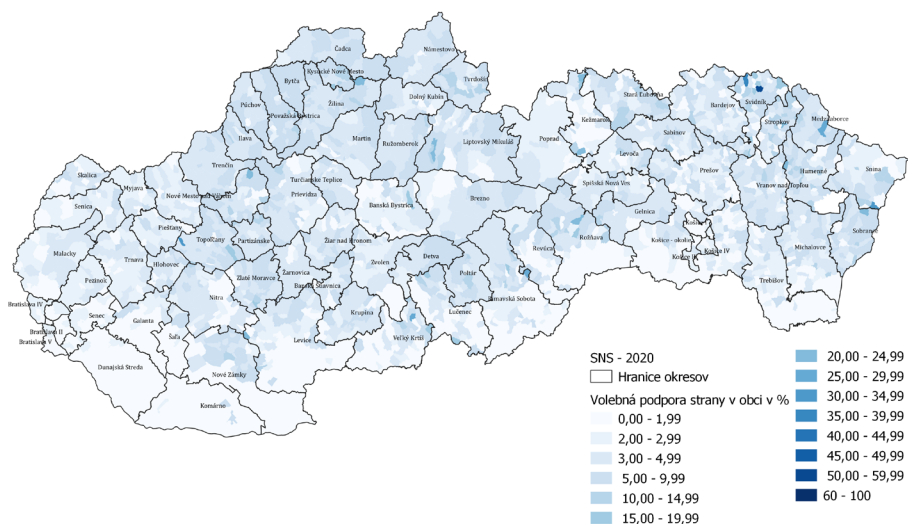 Čadca
Námestovo
Kysucké Nové Mesto
Bytča
Tvrdošín
Dolný Kubín
Púchov
Žilina
Považská Bystrica
Stará Ľubovňa
Kežmarok
Bardejov
Svidník
Stropkov
Medzilaborce
Ilava
Martin
Ružomberok
Liptovský Mikuláš
Poprad
Sabinov
Levoča
Prešov
Humenné
Snina
Trenčín
Skalica
Myjava
Nové Mesto nad Váhom
Turčianske Teplice
Prievidza
Spišská Nová Ves
Vranov nad Topľou
Senica
Banská Bystrica
Brezno
Gelnica
Piešťany
Topoľčany
Partizánske
Žiar nad Hronom
Revúca
Rožňava
Košice - okolie
Košice IV
Sobrance
Michalovce
Malacky
Trnava
Hlohovec
Zvolen
Detva
Poltár
Pezinok
Zlaté Moravce
Žarnovica
Banská Štiavnica
Trebišov
Nitra
Rimavská Sobota
Bratislava IV
Senec
Galanta
Krupina
Lučenec
Bratislava II
Bratislava V
Šaľa
Levice
Veľký Krtíš
Dunajská Streda
Nové Zámky
Komárno
SNS - 2020
Hranice okresov
Volebná podpora strany v obci v %
0,00 - 1,99
2,00 - 2,99
3,00 - 4,99
5,00 - 9,99
10,00 - 14,99
15,00 - 19,99
20,00 - 24,99
25,00 - 29,99
30,00 - 34,99
35,00 - 39,99
40,00 - 44,99
45,00 - 49,99
50,00 - 59,99
60 - 100